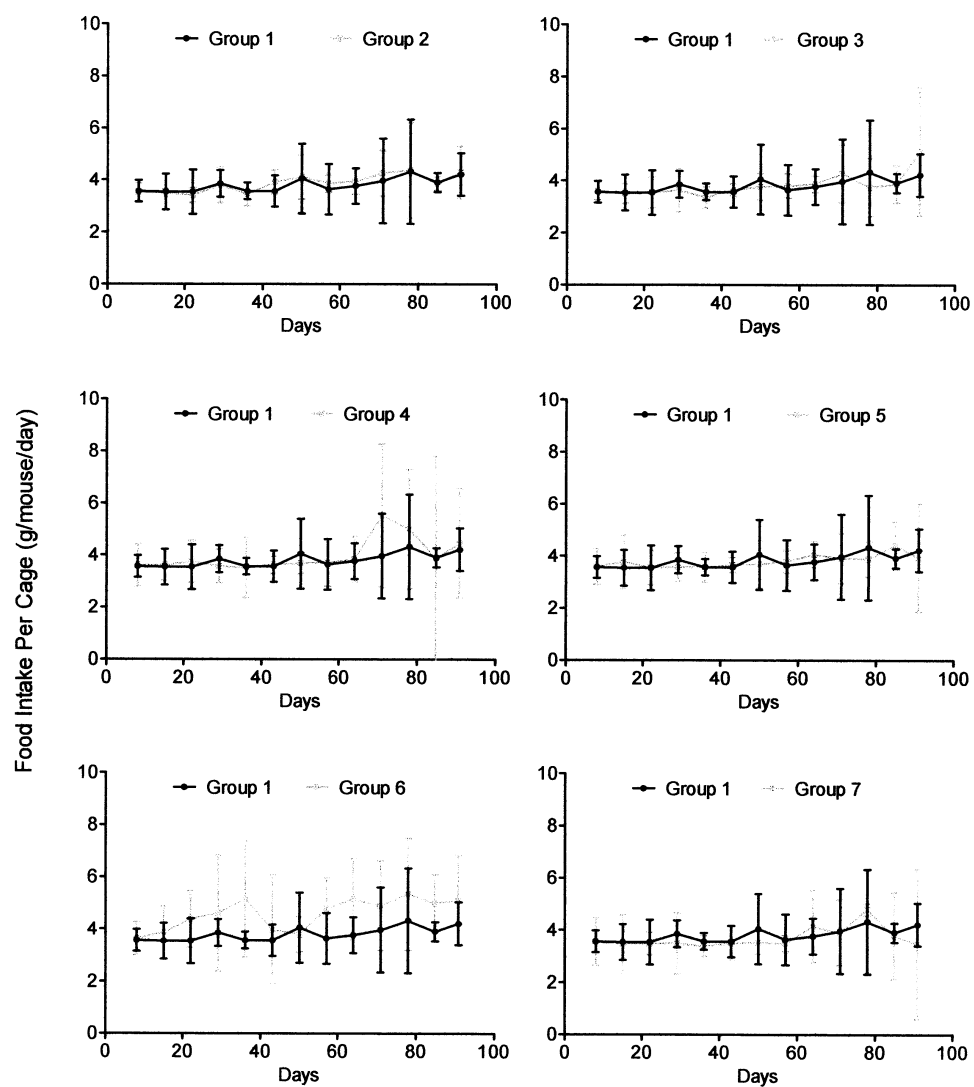 Food Intake Per Cage (g/mouse/day)
10
8
6
4
2
0
Group 1 Group 2
0 20 40 60 80 100
Days
10
8
6
4
2
0
Group 1 Group 3
0 20 40 60 80 100
Days
10
8
6
4
2
0
Group 1 Group 4
0 20 40 60 80 100
Days
10
8
6
4
2
0
Group 1 Group 5
0 20 40 60 80 100
Days
10
8
6
4
2
0
Group 1 Group 6
0 20 40 60 80 100
Days
10
8
6
4
2
0
Group 1 Group 7
0 20 40 60 80 100
Days